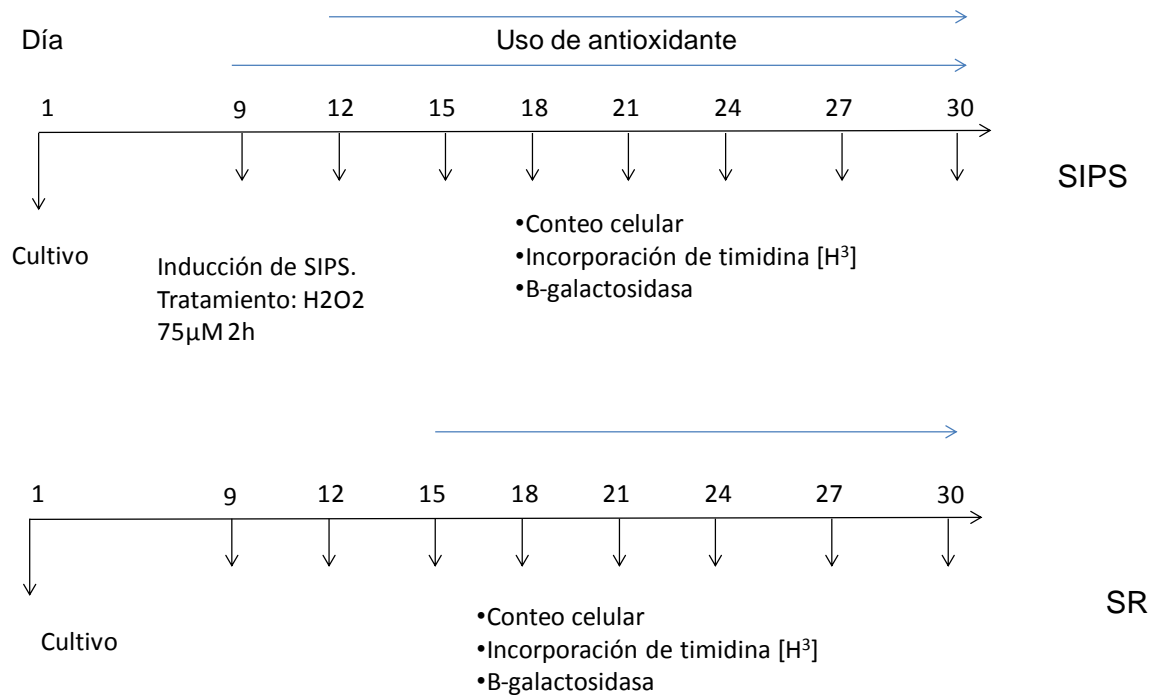 Día
Uso de antioxidante
1 9 12 15 18 21 24 27 30
SIPS
Cultivo
Inducción de SIPS.
Tratamiento: H2O2
75µM 2h
•Conteo celular
•Incorporación de timidina [H³]
•B-galactosidasa
1 9 12 15 18 21 24 27 30
SR
Cultivo
•Conteo celular
•Incorporación de timidina [H³]
•B-galactosidasa